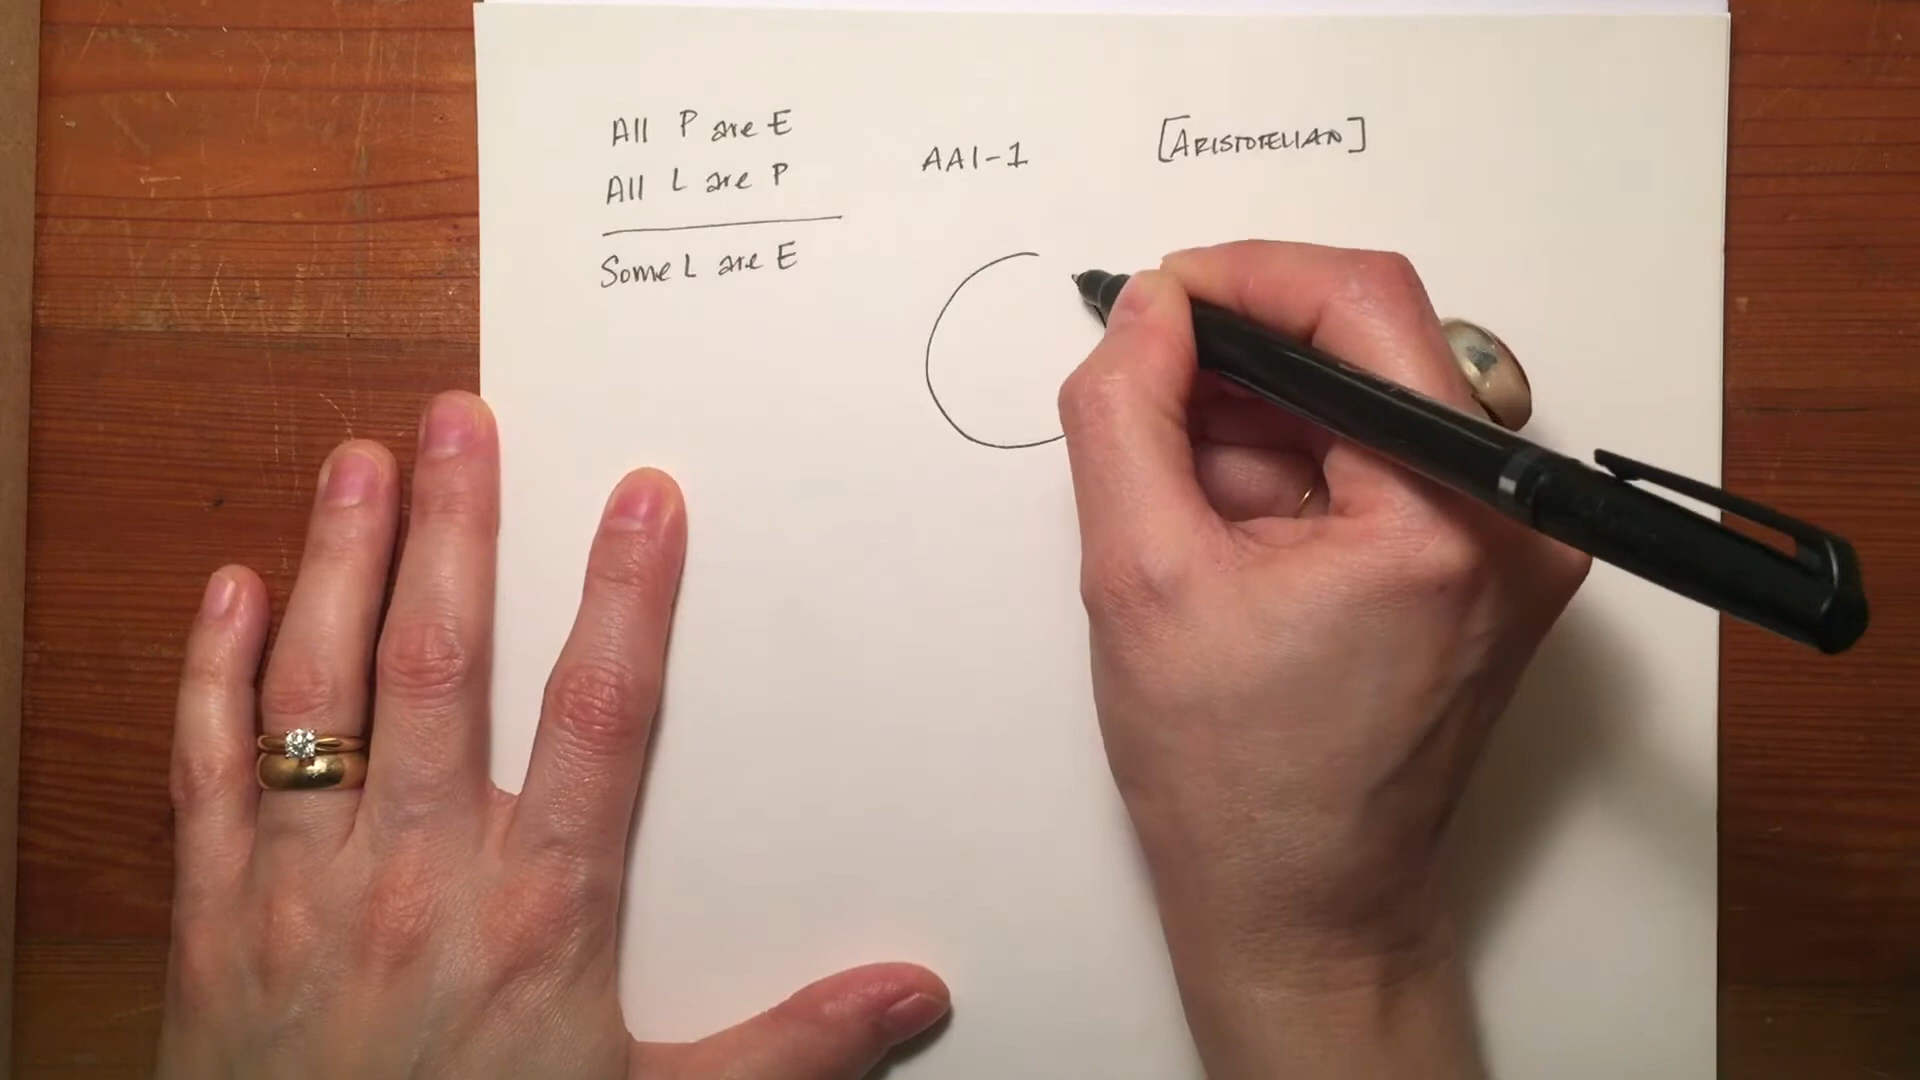 All P are E
All L are P
Some L are E
AAI-1
[ARISTOTELIAN]